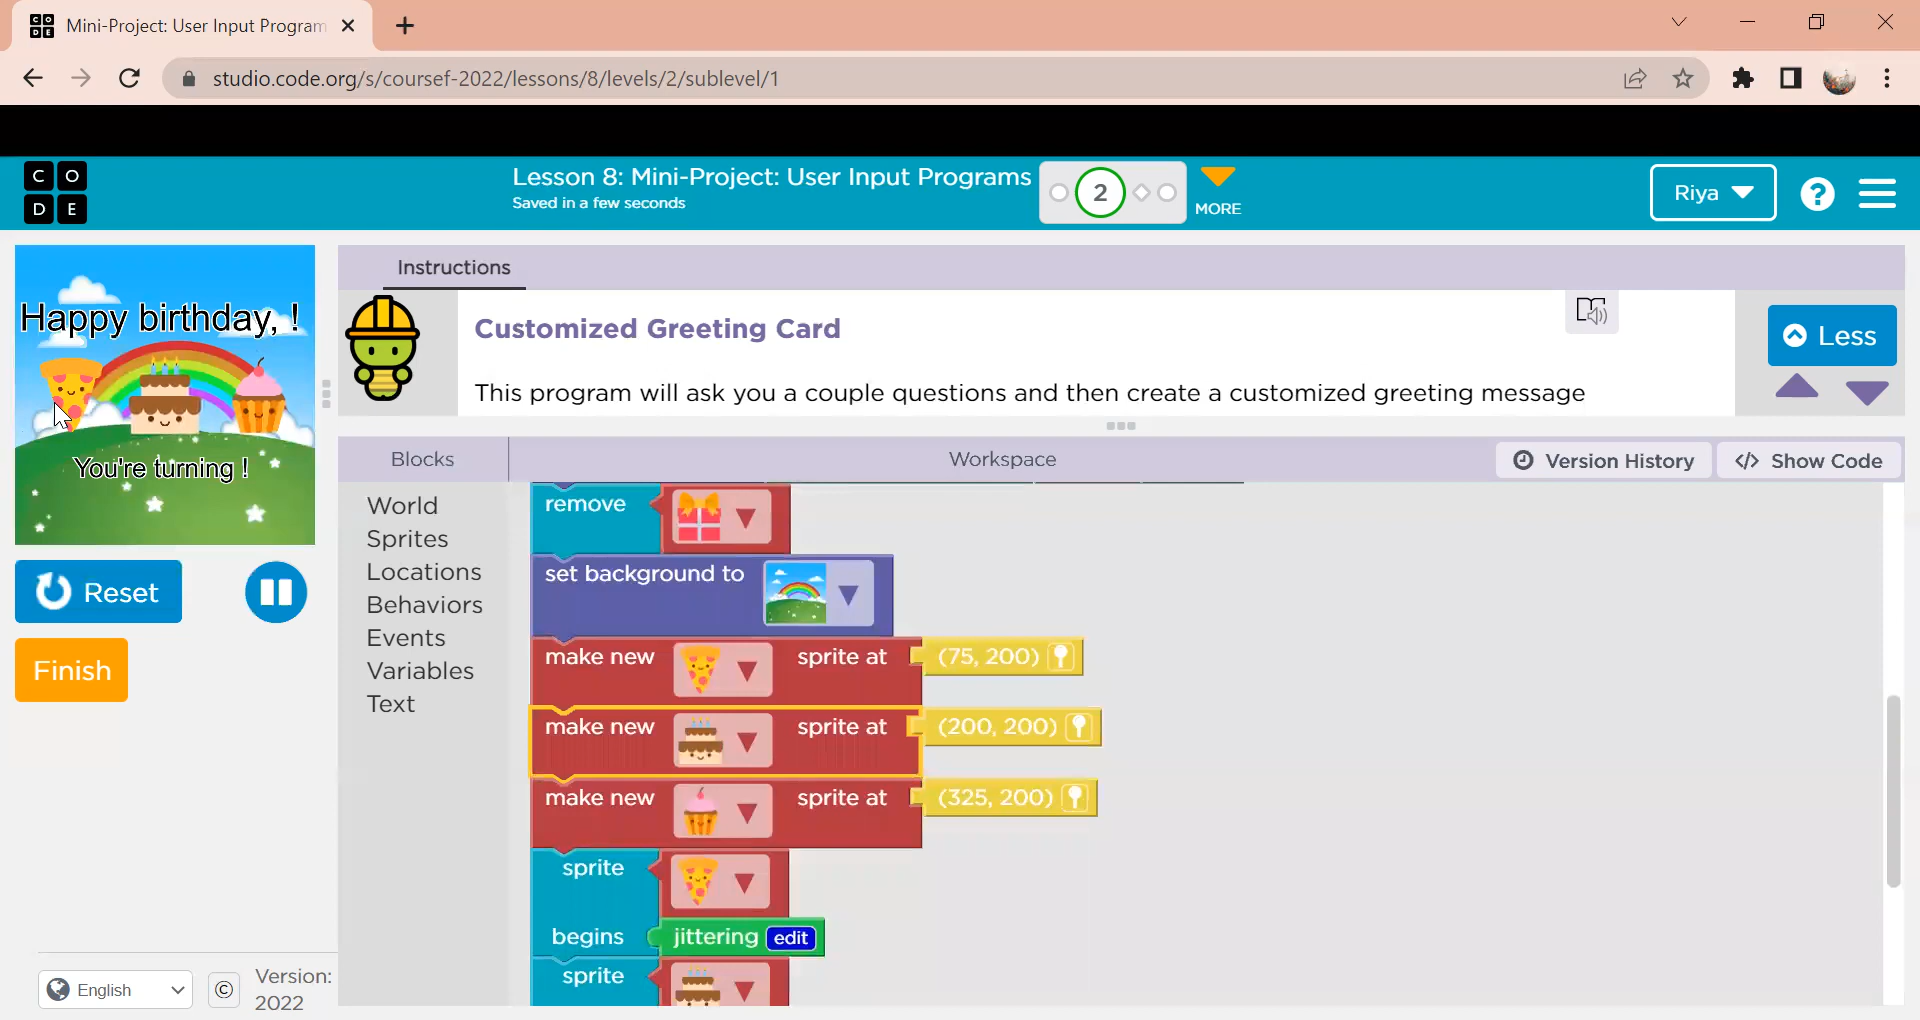 Mini-Project: User Input Program
studio.code.org/s/coursef-2022/lessons/8/levels/2/sublevel/1
C O
D E
Lesson 8: Mini-Project: User Input Programs
Saved in a few seconds
2
MORE
Riya
?
Happy birthday, !
You're turning !
Reset
Finish
Instructions
Customized Greeting Card
This program will ask you a couple questions and then create a customized greeting message
Less
Blocks
Workspace
Version History
</> Show Code
World
Sprites
Locations
Behaviors
Events
Variables
Text
remove
set background to
make new sprite at (75, 200)
make new sprite at (200, 200)
make new sprite at (325, 200)
sprite
begins jittering edit
sprite
English
©
Version:
2022